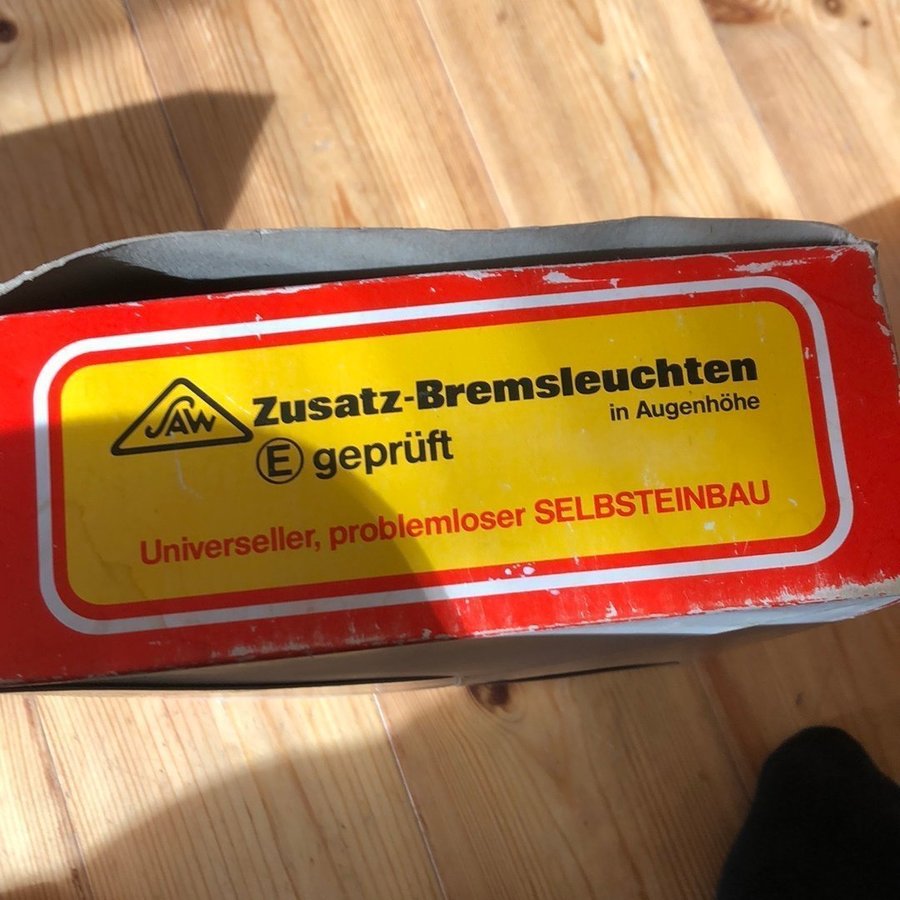 SAW
Zusatz-Bremsleuchten
in Augenhöhe
E geprüft
Universeller, problemloser SELBSTEINBAU